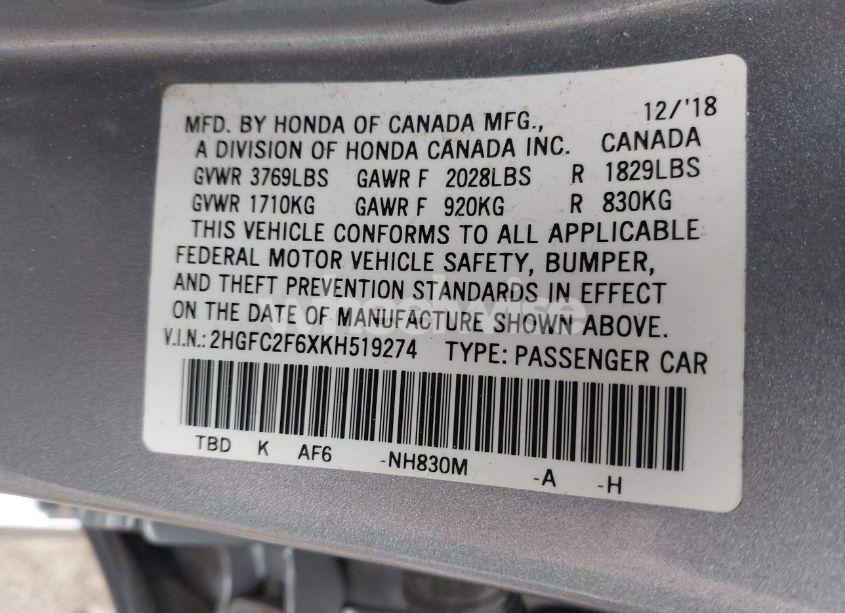 12/'18
MFD. BY HONDA OF CANADA MFG.,
A DIVISION OF HONDA CANADA INC. CANADA
GVWR 3769LBS GAWR F 2028LBS R 1829LBS
GVWR 1710KG GAWR F 920KG R 830KG
THIS VEHICLE CONFORMS TO ALL APPLICABLE
FEDERAL MOTOR VEHICLE SAFETY, BUMPER,
AND THEFT PREVENTION STANDARDS IN EFFECT
ON THE DATE OF MANUFACTURE SHOWN ABOVE.
wheelwise
V.I.N.: 2HGFC2F6XKH519274 TYPE: PASSENGER CAR
TBD K AF6 -NH830M -A -H